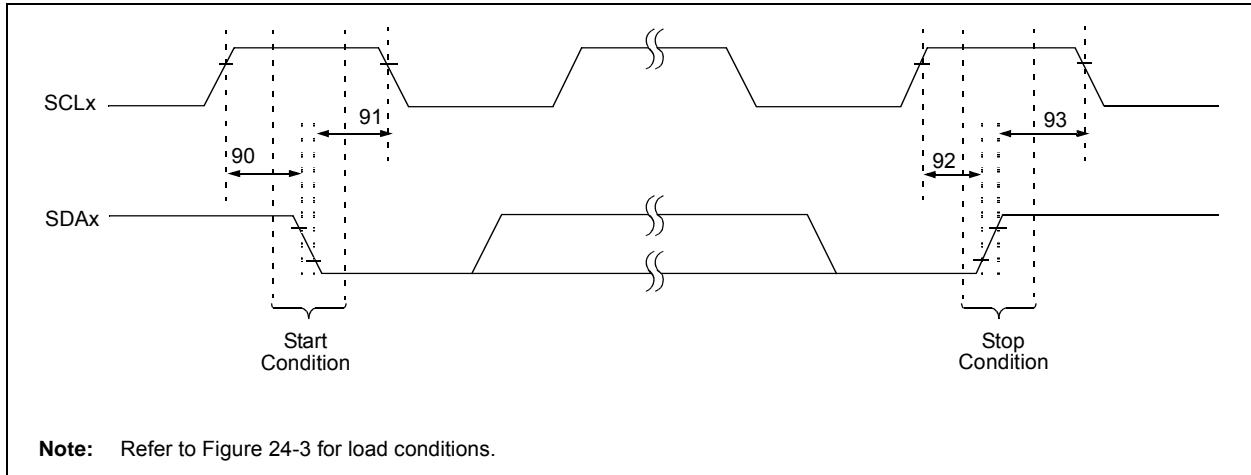 SCLx
91
93
90
92
SDAx
Start
Condition
Stop
Condition
Note: Refer to Figure 24-3 for load conditions.